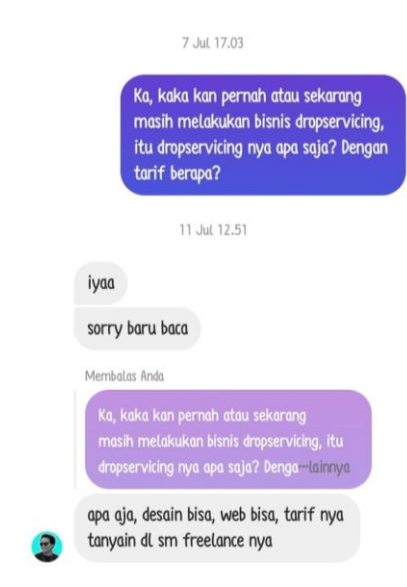 7 Jul 17.03
Ka, kaka kan pernah atau sekarang
masih melakukan bisnis dropservicing,
itu dropservicing nya apa saja? Dengan
tarif berapa?
11 Jul 12.51
iyaa
sorry baru baca
Membalas Anda
Ka, kaka kan pernah atau sekarang
masih melakukan bisnis dropservicing, itu
dropservicing nya apa saja? Denga...lainnya
apa aja, desain bisa, web bisa, tarif nya
tanyain dl sm freelance nya